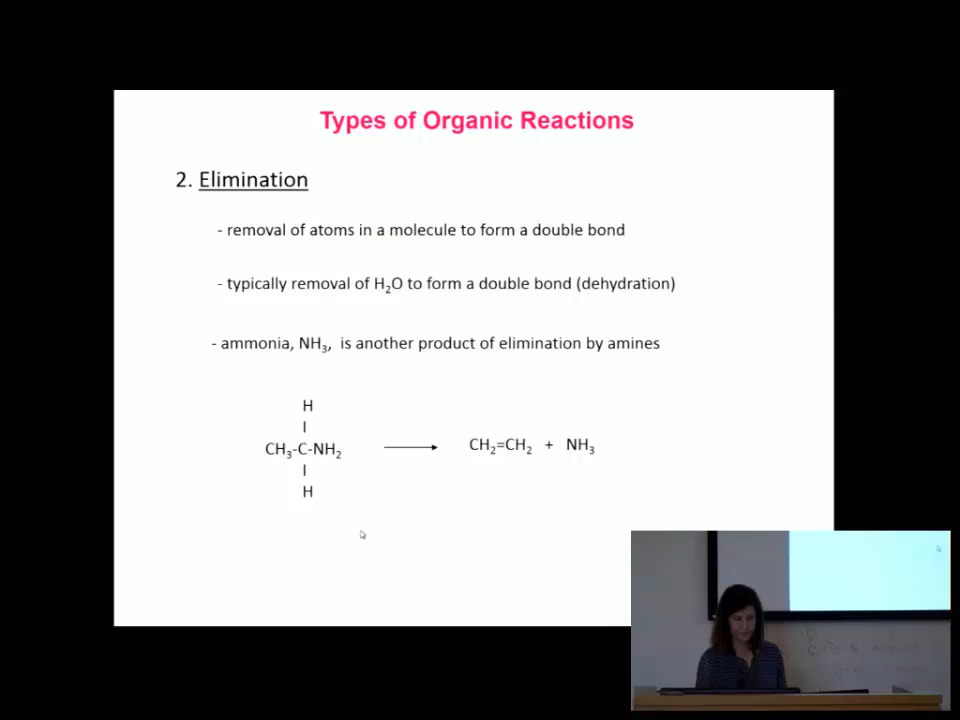 Types of Organic Reactions
2. Elimination
- removal of atoms in a molecule to form a double bond
- typically removal of H₂O to form a double bond (dehydration)
- ammonia, NH₃, is another product of elimination by amines
H
|
CH₃-C-NH₂ ⟶ CH₂=CH₂ + NH₃
|
H